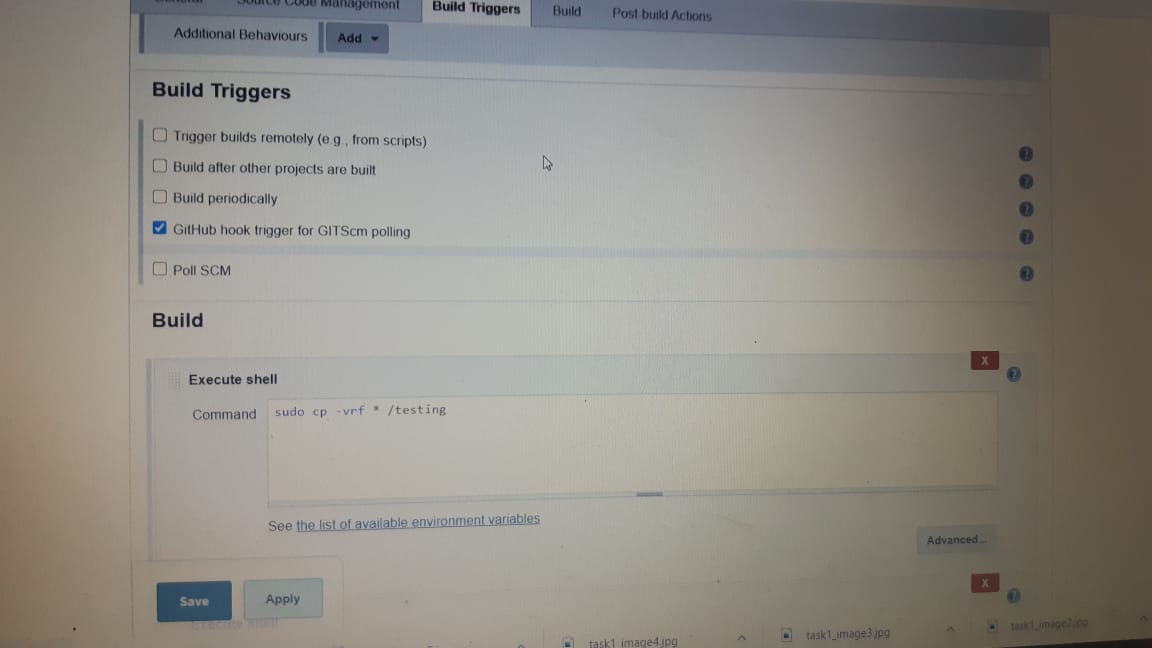 General Source Code Management Build Triggers Build Post-build Actions
Additional Behaviours Add
Build Triggers
Trigger builds remotely (e.g., from scripts)
Build after other projects are built
Build periodically
GitHub hook trigger for GITScm polling
Poll SCM
Build
X
Execute shell
Command sudo cp -vrf * /testing
See the list of available environment variables
Advanced...
X
Save Apply
Execute shell
task1_image4.jpg task1_image3.jpg task1_image2.jpg